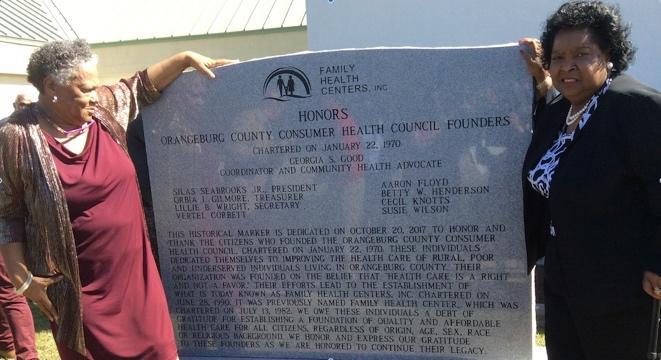 FAMILY
HEALTH
CENTERS, INC
HONORS
ORANGEBURG COUNTY CONSUMER HEALTH COUNCIL FOUNDERS
CHARTERED ON JANUARY 22, 1970
GEORGIA S. GOOD
COORDINATOR AND COMMUNITY HEALTH ADVOCATE
SILAS SEABROOKS JR., PRESIDENT
ORBIA I. GILMORE, TREASURER
LILLIE B. WRIGHT, SECRETARY
VERTEL CORBETT
AARON FLOYD
BETTY W. HENDERSON
CECIL KNOTTS
SUSIE WILSON
THIS HISTORICAL MARKER IS DEDICATED ON OCTOBER 20, 2017 TO HONOR AND
THANK THE CITIZENS WHO FOUNDED THE ORANGEBURG COUNTY CONSUMER
HEALTH COUNCIL, CHARTERED ON JANUARY 22, 1970. THESE INDIVIDUALS
DEDICATED THEMSELVES TO IMPROVING THE HEALTH CARE OF RURAL, POOR
AND UNDERSERVED INDIVIDUALS LIVING IN ORANGEBURG COUNTY. THEIR
ORGANIZATION WAS FOUNDED ON THE BELIEF THAT HEALTH CARE IS A RIGHT
AND NOT A FAVOR. THEIR EFFORTS LEAD TO THE ESTABLISHMENT OF
WHAT IS TODAY KNOWN AS FAMILY HEALTH CENTERS, INC. CHARTERED ON
JUNE 28, 1990. IT WAS PREVIOUSLY NAMED FAMILY HEALTH CENTER, WHICH WAS
CHARTERED ON JULY 13, 1982. WE OWE THESE INDIVIDUALS A DEBT OF
GRATITUDE FOR ESTABLISHING A FOUNDATION OF QUALITY AND AFFORDABLE
HEALTH CARE FOR ALL CITIZENS, REGARDLESS OF ORIGIN, AGE, SEX, RACE
OR RELIGIOUS BACKGROUND. WE HONOR AND EXPRESS OUR GRATITUDE
TO THESE FOUNDERS AS WE ARE HONORED TO CONTINUE THEIR LEGACY.